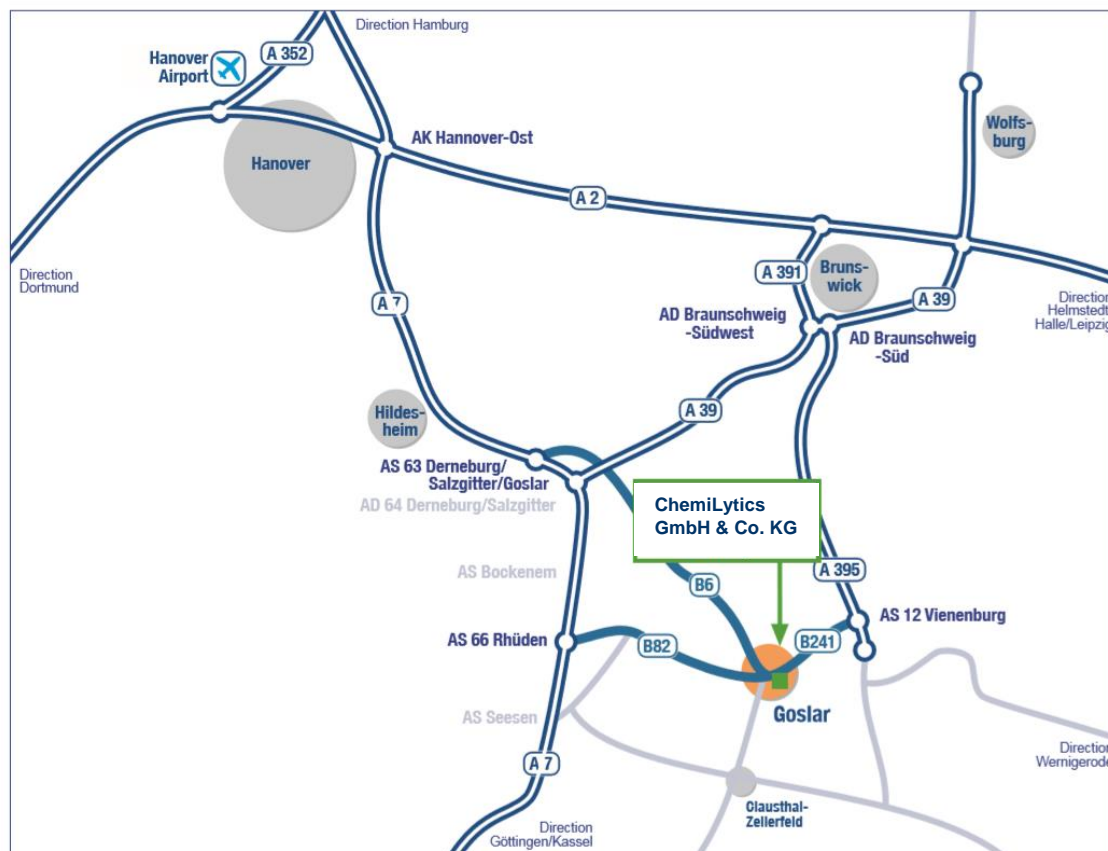 Direction Hamburg
Hanover
Airport
A 352
AK Hannover-Ost
Wolfs-
burg
Hanover
A 2
Direction
Dortmund
A 391
Bruns-
wick
A 39
Direction
Helmstedt
Halle/Leipzig
A 7
AD Braunschweig
-Südwest
AD Braunschweig
-Süd
Hildes-
heim
A 39
AS 63 Derneburg/
Salzgitter/Goslar
AD 64 Derneburg/Salzgitter
ChemiLytics
GmbH & Co. KG
AS Bockenem
B6
A 395
AS 12 Vienenburg
AS 66 Rhüden
B82
B241
AS Seesen
Goslar
A 7
Direction
Wernigerode
Clausthal-
Zellerfeld
Direction
Göttingen/Kassel